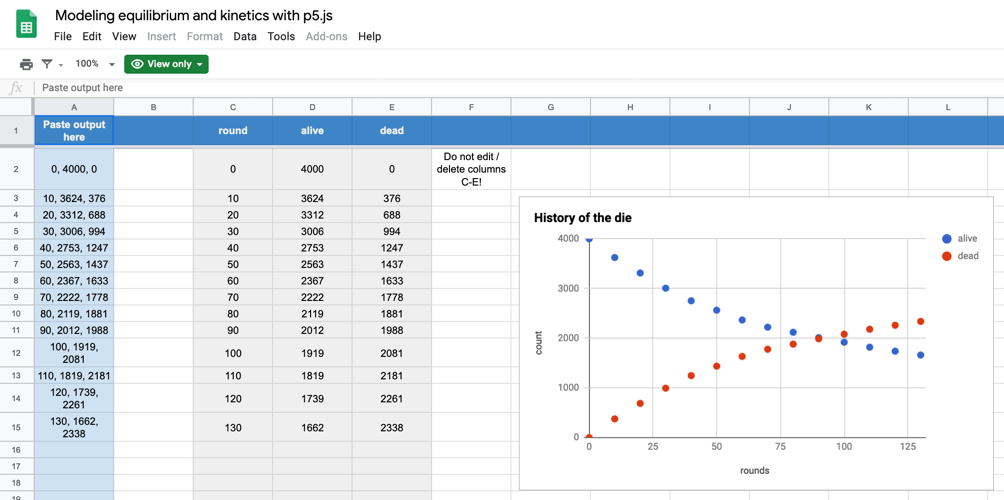 Modeling equilibrium and kinetics with p5.js
File Edit View Insert Format Data Tools Add-ons Help
100% View only
fx Paste output here
A B C D E F G H I J K L
1 Paste output
here round alive dead
2 0, 4000, 0 0 4000 0 Do not edit /
delete columns
C-E!
3 10, 3624, 376 10 3624 376
4 20, 3312, 688 20 3312 688
5 30, 3006, 994 30 3006 994
6 40, 2753, 1247 40 2753 1247
7 50, 2563, 1437 50 2563 1437
8 60, 2367, 1633 60 2367 1633
9 70, 2222, 1778 70 2222 1778
10 80, 2119, 1881 80 2119 1881
11 90, 2012, 1988 90 2012 1988
12 100, 1919,
2081 100 1919 2081
13 110, 1819, 2181 110 1819 2181
14 120, 1739,
2261 120 1739 2261
15 130, 1662,
2338 130 1662 2338
16
17
18
19
History of the die
alive
dead
4000
3000
2000
1000
0
count
0 25 50 75 100 125
rounds